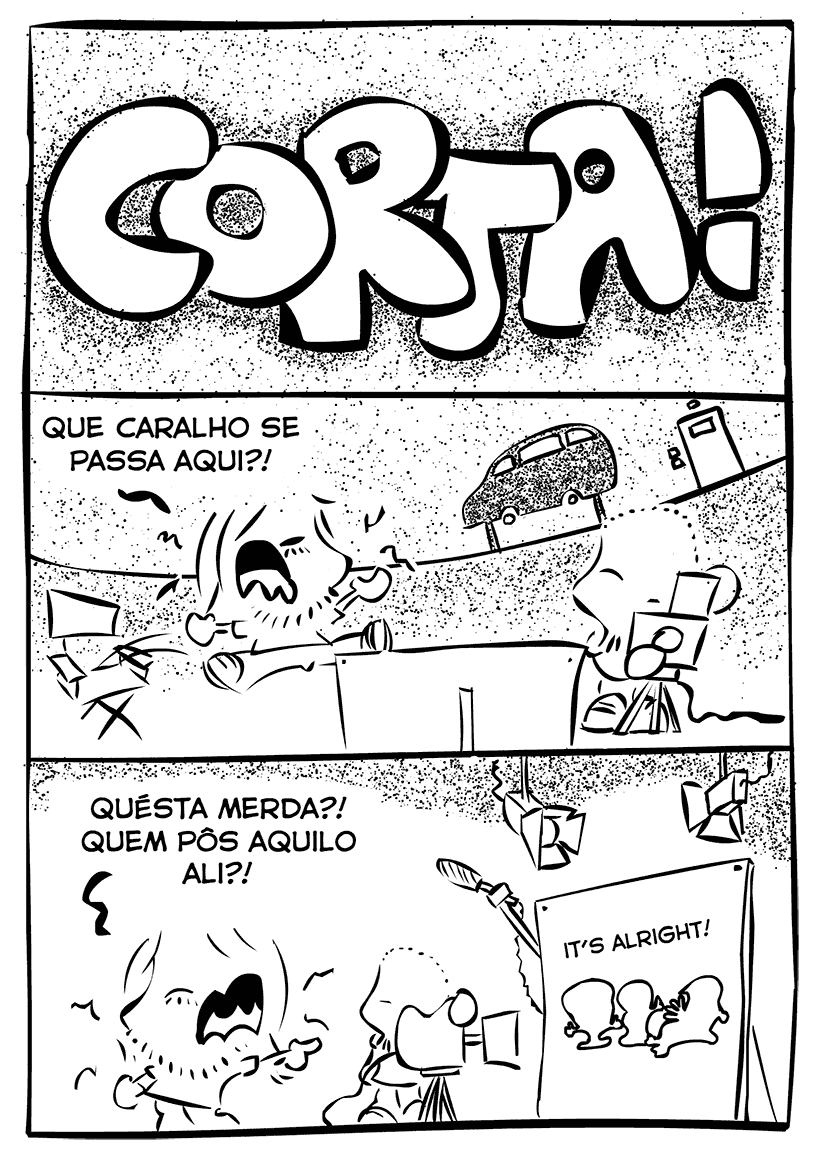 CORTA!
QUE CARALHO SE
PASSA AQUI?!
QUÉSTA MERDA?!
QUEM PÔS AQUILO
ALI?!
IT'S ALRIGHT!